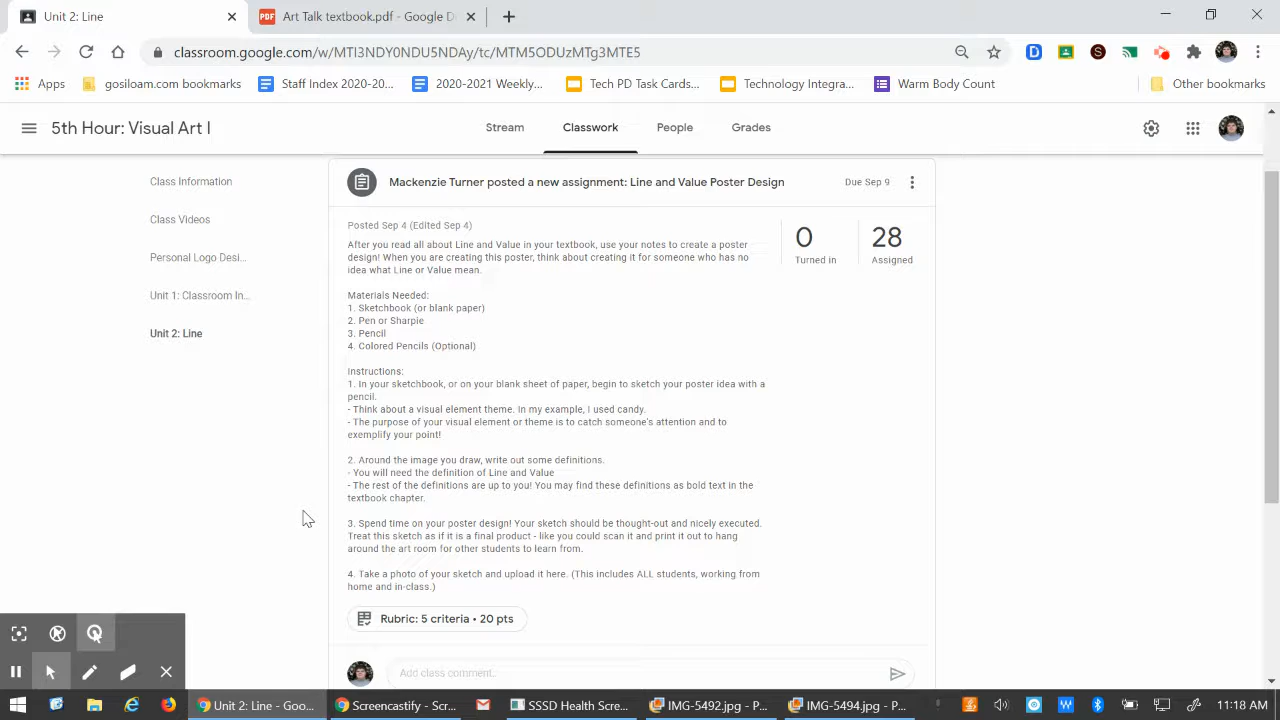 Unit 2: Line
Art Talk textbook.pdf - Google D
classroom.google.com/w/MTI3NDY0NDU5NDAy/tc/MTM5ODUzMTg3MTE5
Apps
gosiloam.com bookmarks
Staff Index 2020-20...
2020-2021 Weekly,...
Tech PD Task Cards...
Technology Integra...
Warm Body Count
Other bookmarks
5th Hour: Visual Art I
Stream
Classwork
People
Grades
Class Information
Class Videos
Personal Logo Desi...
Unit 1: Classroom In...
Unit 2: Line
Mackenzie Turner posted a new assignment: Line and Value Poster Design
Due Sep 9
Posted Sep 4 (Edited Sep 4)
0
Turned in
28
Assigned
After you read all about Line and Value in your textbook, use your notes to create a poster
design! When you are creating this poster, think about creating it for someone who has no
idea what Line or Value mean.
Materials Needed:
1. Sketchbook (or blank paper)
2. Pen or Sharpie
3. Pencil
4. Colored Pencils (Optional)
Instructions:
1. In your sketchbook, or on your blank sheet of paper, begin to sketch your poster idea with a
pencil.
- Think about a visual element theme. In my example, I used candy.
- The purpose of your visual element or theme is to catch someone's attention and to
exemplify your point!
2. Around the image you draw, write out some definitions.
- You will need the definition of Line and Value
- The rest of the definitions are up to you! You may find these definitions as bold text in the
textbook chapter.
3. Spend time on your poster design! Your sketch should be thought-out and nicely executed.
Treat this sketch as if it is a final product - like you could scan it and print it out to hang
around the art room for other students to learn from.
4. Take a photo of your sketch and upload it here. (This includes ALL students, working from
home and in-class.)
Rubric: 5 criteria • 20 pts
Add class comment..
Unit 2: Line - Goo...
Screencastify - Scr...
SSSD Health Scre...
IMG-5492.jpg - P...
IMG-5494.jpg - P...
11:18 AM